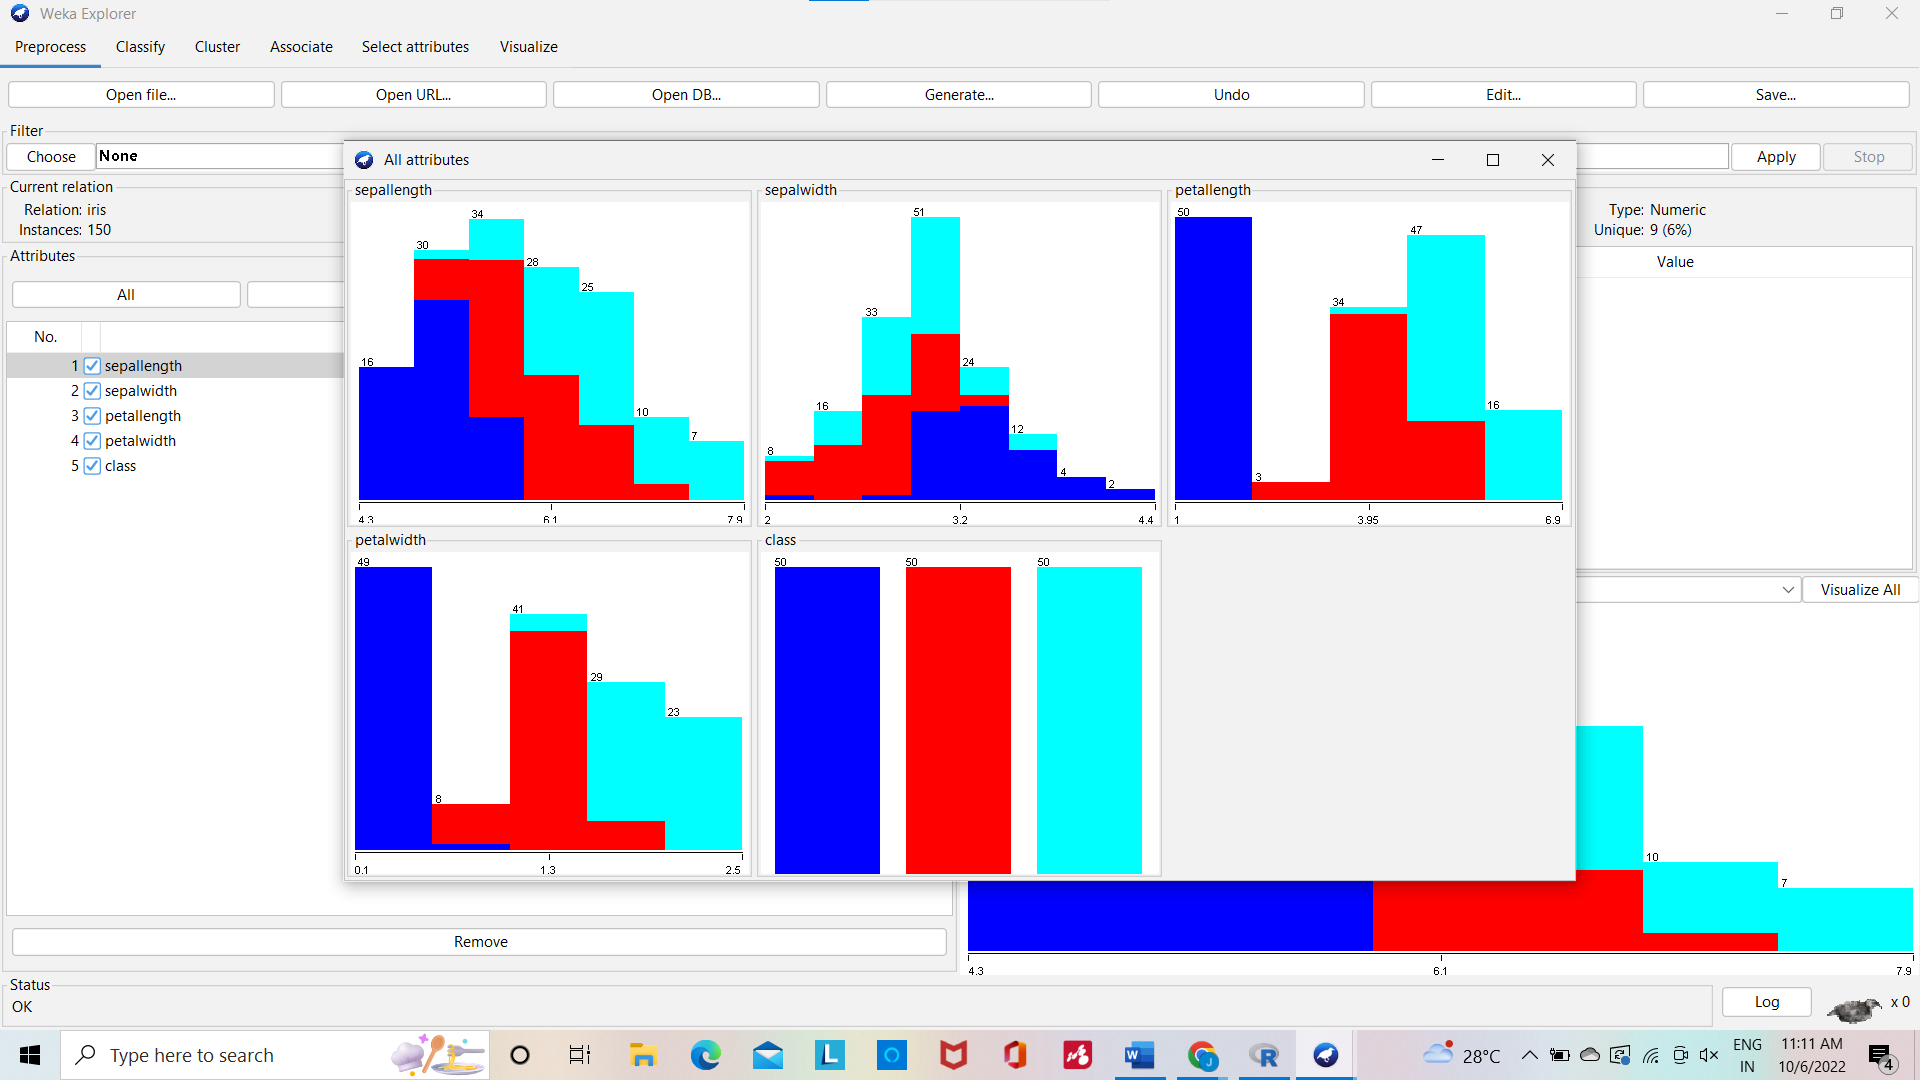 Weka Explorer
Preprocess Classify Cluster Associate Select attributes Visualize
Open file... Open URL... Open DB... Generate... Undo Edit... Save...
Filter
Choose None Apply Stop
All attributes
Current relation
Relation: iris
Instances: 150
Type: Numeric
Unique: 9 (6%)
Attributes
All
Value
No.
1 sepallength
2 sepalwidth
3 petallength
4 petalwidth
5 class
sepallength
16 30 34 28 25 10 7
4.3 6.1 7.9
sepalwidth
8 16 33 51 24 12 4 2
2 3.2 4.4
petallength
50 3 34 47 16
1 3.95 6.9
petalwidth
49 8 41 29 23
0.1 1.3 2.5
class
50 50 50
Visualize All
10 7
4.3 6.1 7.9
Remove
Status
OK
Log x 0
Type here to search
28°C
ENG
IN
11:11 AM
10/6/2022
4